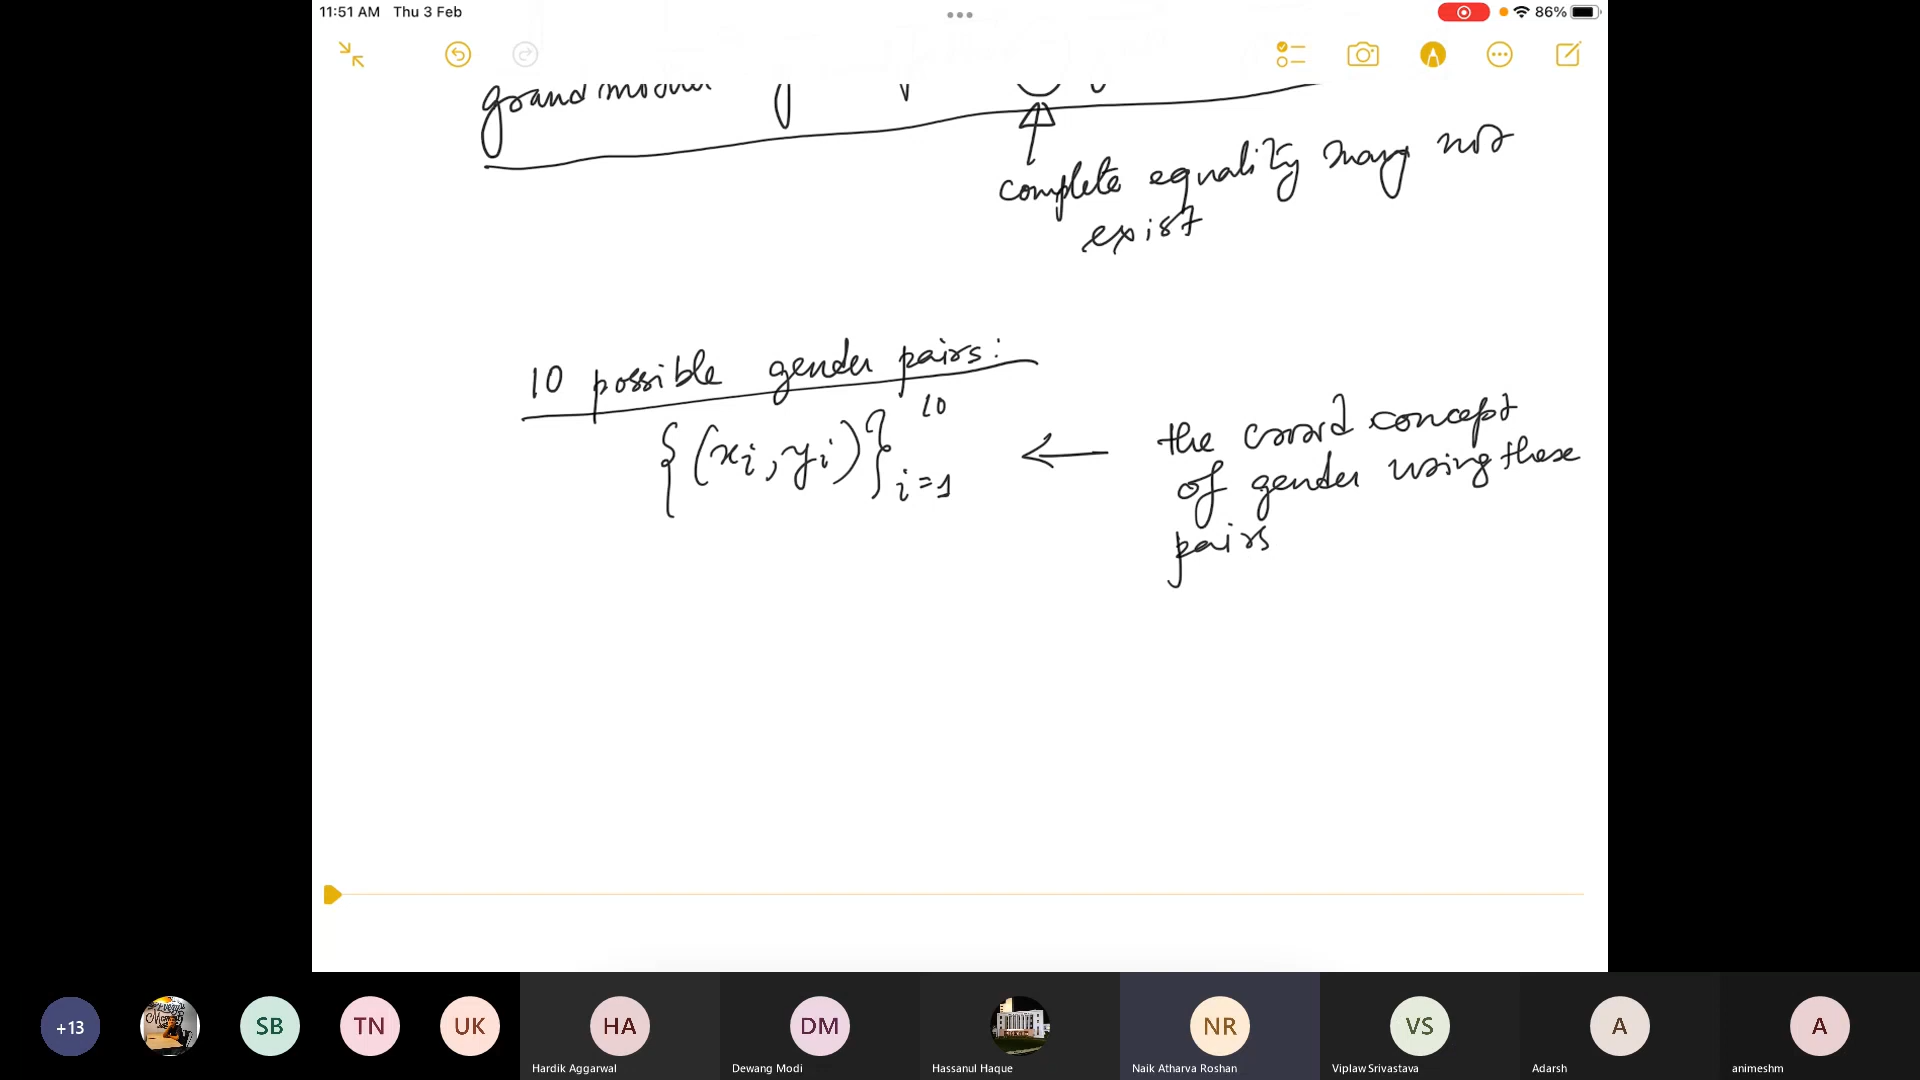 11:51 AM Thu 3 Feb
86%
complete equality may not
exist
10 possible gender pairs:
{(xi, yi)}10i=1
the concept
of gender using these
pairs
+13
SB
TN
UK
HA
DM
NR
VS
A
A
Hardik Aggarwal
Dewang Modi
Hassanul Haque
Naik Atharva Roshan
Viplaw Srivastava
Adarsh
animeshm